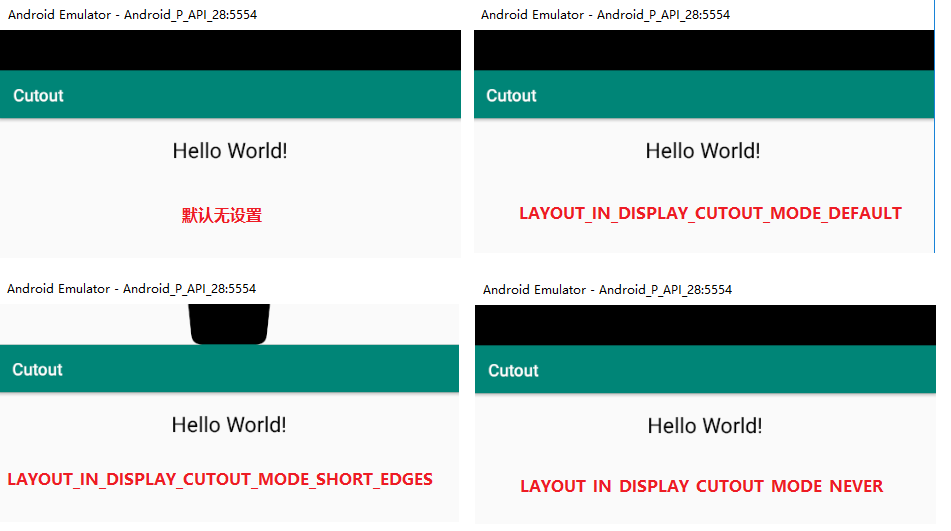 Android Emulator - Android_P_API_28:5554
Cutout
Hello World!
默认无设置
Android Emulator - Android_P_API_28:5554
Cutout
Hello World!
LAYOUT_IN_DISPLAY_CUTOUT_MODE_DEFAULT
Android Emulator - Android_P_API_28:5554
Cutout
Hello World!
LAYOUT_IN_DISPLAY_CUTOUT_MODE_SHORT_EDGES
Android Emulator - Android_P_API_28:5554
Cutout
Hello World!
LAYOUT_IN_DISPLAY_CUTOUT_MODE_NEVER